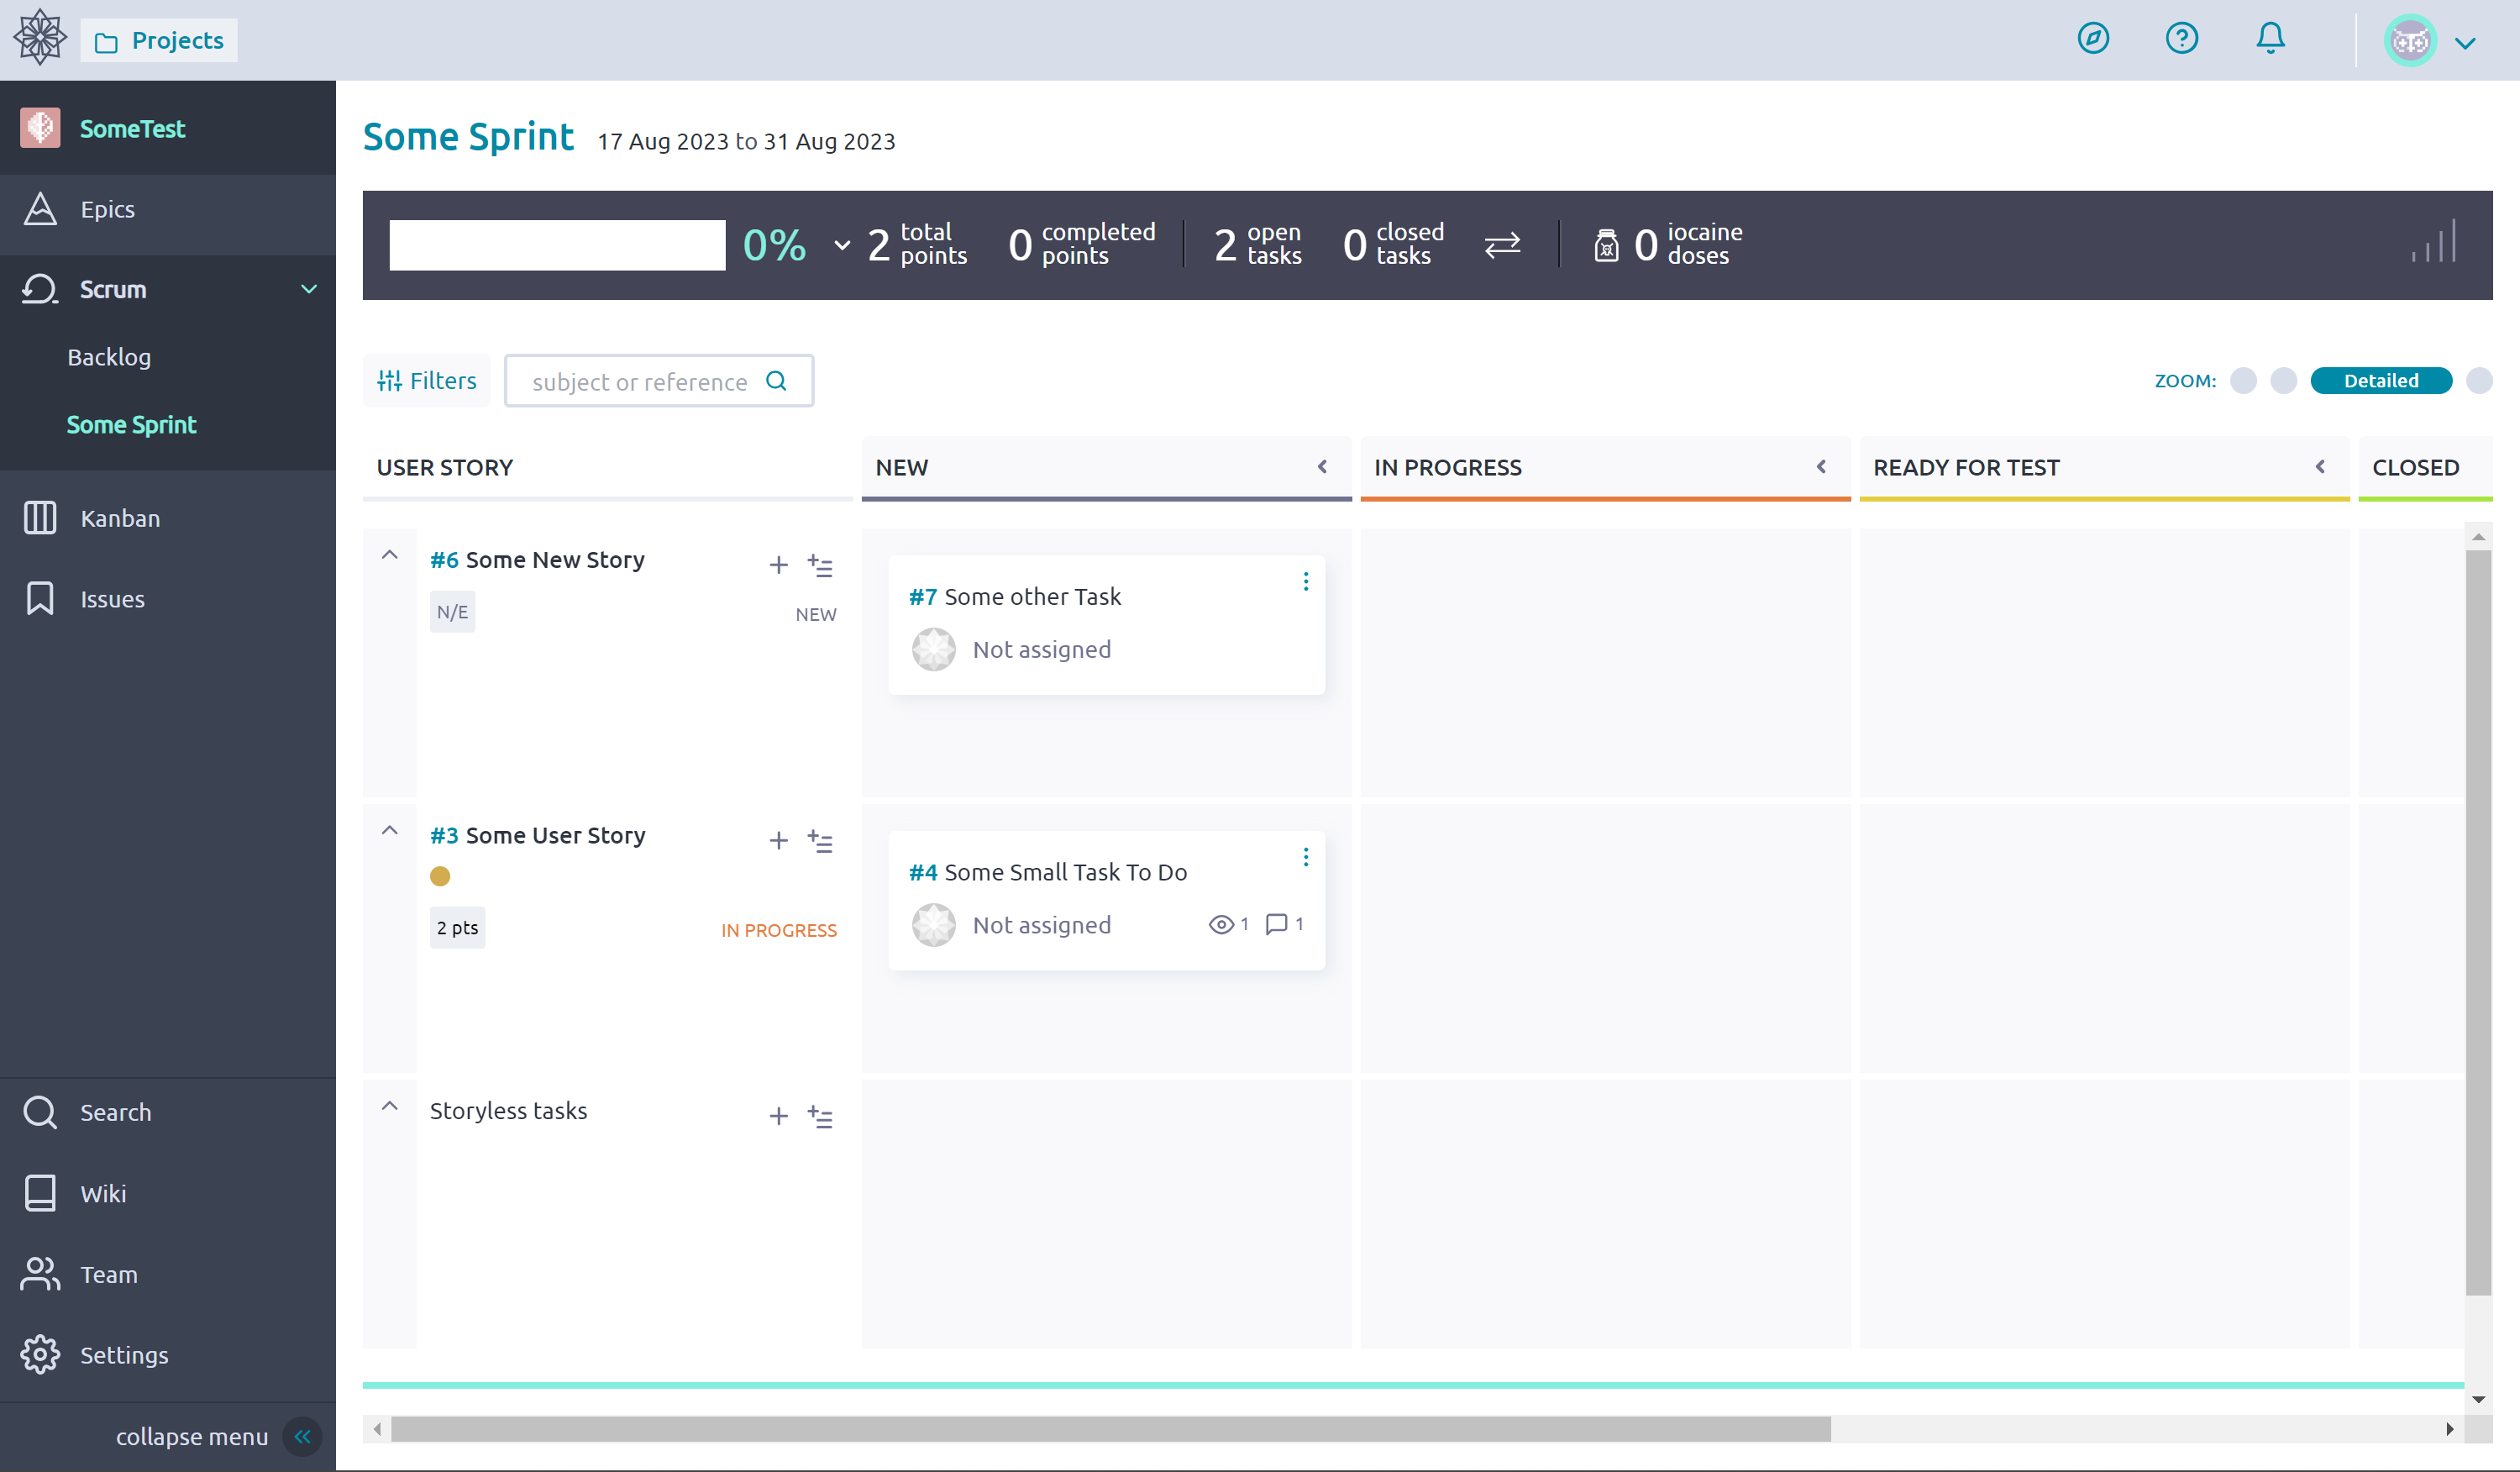 Projects
SomeTest
Epics
Scrum
Backlog
Some Sprint
Kanban
Issues
Search
Wiki
Team
Settings
collapse menu
Some Sprint 17 Aug 2023 to 31 Aug 2023
0% 2 total points 0 completed points 2 open tasks 0 closed tasks 0 iocaine doses
Filters subject or reference ZOOM: Detailed
USER STORY NEW IN PROGRESS READY FOR TEST CLOSED
#6 Some New Story
N/E NEW
#7 Some other Task
Not assigned
#3 Some User Story
2 pts IN PROGRESS
#4 Some Small Task To Do
Not assigned 1 1
Storyless tasks